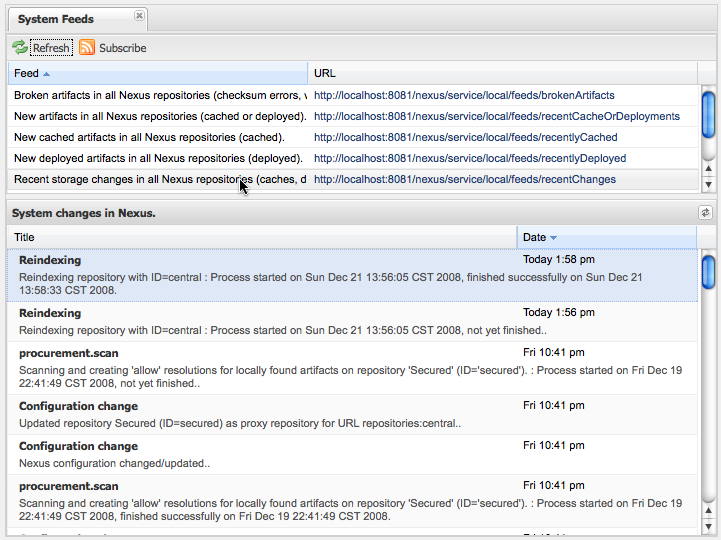 System Feeds
Refresh Subscribe
Feed URL
Broken artifacts in all Nexus repositories (checksum errors, http://localhost:8081/nexus/service/local/feeds/brokenArtifacts
New artifacts in all Nexus repositories (cached or deployed). http://localhost:8081/nexus/service/local/feeds/recentCacheOrDeployments
New cached artifacts in all Nexus repositories (cached). http://localhost:8081/nexus/service/local/feeds/recentlyCached
New deployed artifacts in all Nexus repositories (deployed). http://localhost:8081/nexus/service/local/feeds/recentlyDeployed
Recent storage changes in all Nexus repositories (caches, d http://localhost:8081/nexus/service/local/feeds/recentChanges
System changes in Nexus.
Title Date
Reindexing Today 1:58 pm
Reindexing repository with ID=central : Process started on Sun Dec 21 13:56:05 CST 2008, finished successfully on Sun Dec 21
13:58:33 CST 2008.
Reindexing Today 1:56 pm
Reindexing repository with ID=central : Process started on Sun Dec 21 13:56:05 CST 2008, not yet finished..
procurement.scan Fri 10:41 pm
Scanning and creating 'allow' resolutions for locally found artifacts on repository 'Secured' (ID='secured'). : Process started on Fri Dec 19
22:41:49 CST 2008, not yet finished..
Configuration change Fri 10:41 pm
Updated repository Secured (ID=secured) as proxy repository for URL repositories:central..
Configuration change Fri 10:41 pm
Nexus configuration changed/updated..
procurement.scan Fri 10:41 pm
Scanning and creating 'allow' resolutions for locally found artifacts on repository 'Secured' (ID='secured'). : Process started on Fri Dec 19
22:41:49 CST 2008, finished successfully on Fri Dec 19 22:41:49 CST 2008.